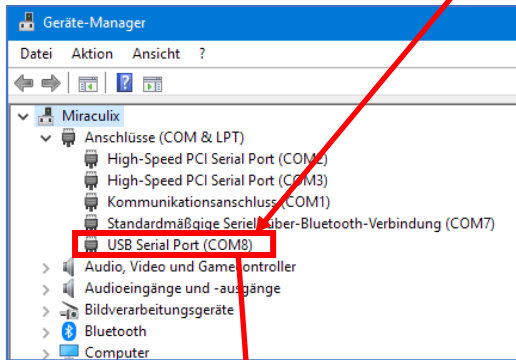 Geräte-Manager
Datei Aktion Ansicht ?
Miraculix
Anschlüsse (COM & LPT)
High-Speed PCI Serial Port (COM2)
High-Speed PCI Serial Port (COM3)
Kommunikationsanschluss (COM1)
Standardmäßgige Seriell über-Bluetooth-Verbindung (COM7)
USB Serial Port (COM8)
Audio, Video und Gamecontroller
Audioeingänge und -ausgänge
Bildverarbeitungsgeräte
Bluetooth
Computer